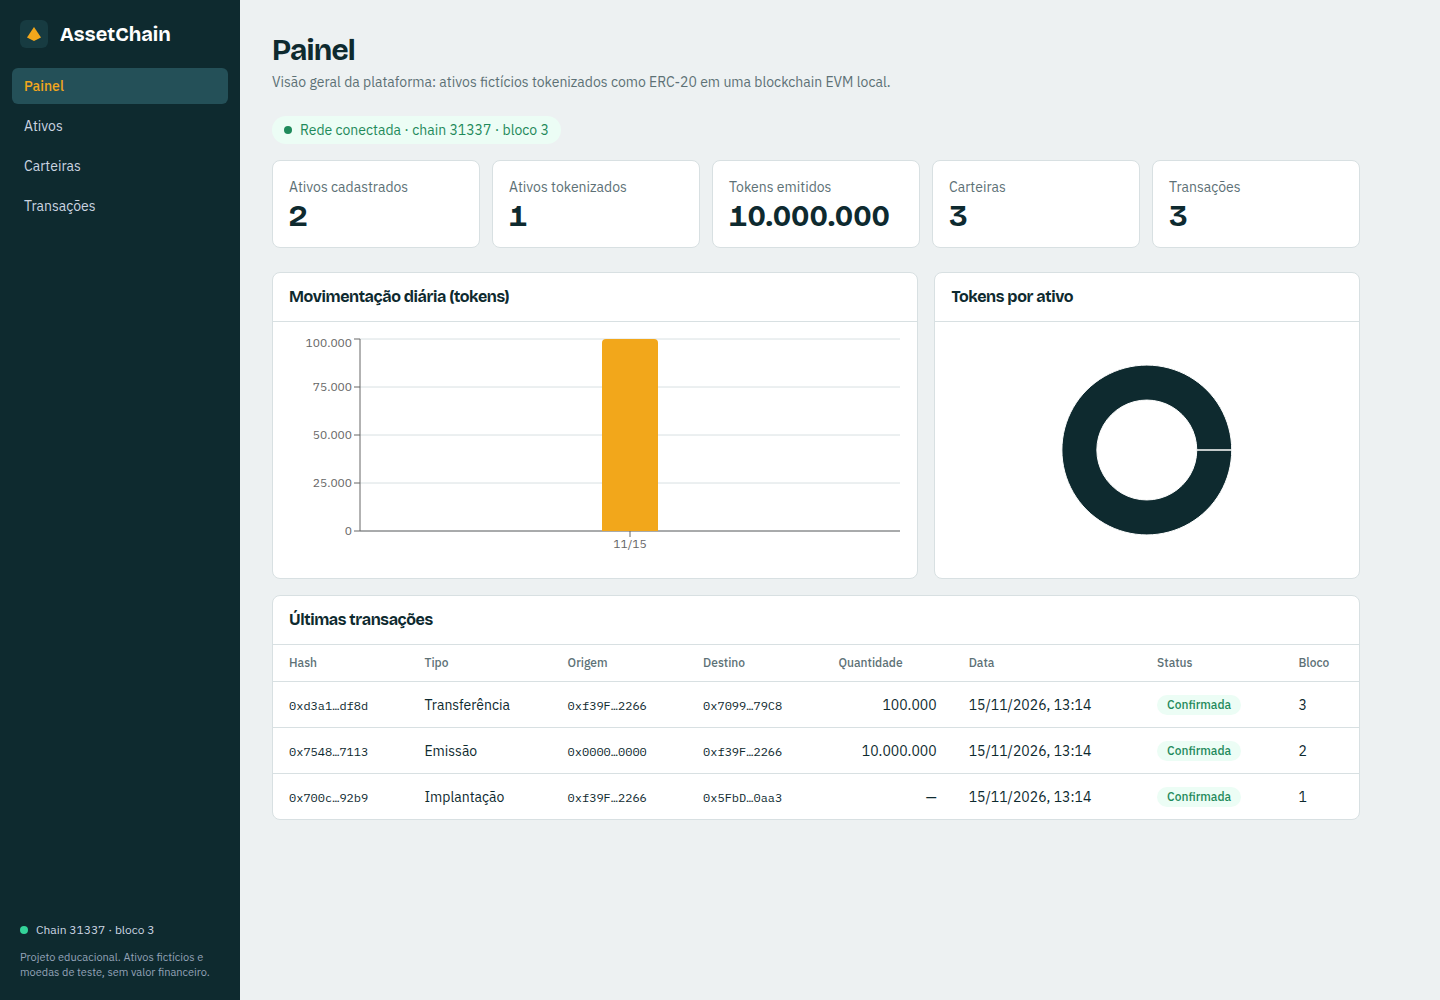 AssetChain
Painel
Ativos
Carteiras
Transações
Chain 31337 · bloco 3
Projeto educacional. Ativos fictícios e
moedas de teste, sem valor financeiro.
Painel
Visão geral da plataforma: ativos fictícios tokenizados como ERC-20 em uma blockchain EVM local.
Rede conectada · chain 31337 · bloco 3
Ativos cadastrados
2
Ativos tokenizados
1
Tokens emitidos
10.000.000
Carteiras
3
Transações
3
Movimentação diária (tokens)
100.000
75.000
50.000
25.000
0
11/15
Tokens por ativo
Últimas transações
Hash Tipo Origem Destino Quantidade Data Status Bloco
0xd3a1…df8d Transferência 0xf39F…2266 0x7099…79C8 100.000 15/11/2026, 13:14 Confirmada 3
0x7548…7113 Emissão 0x0000…0000 0xf39F…2266 10.000.000 15/11/2026, 13:14 Confirmada 2
0x700c…92b9 Implantação 0xf39F…2266 0x5FbD…0aa3 — 15/11/2026, 13:14 Confirmada 1